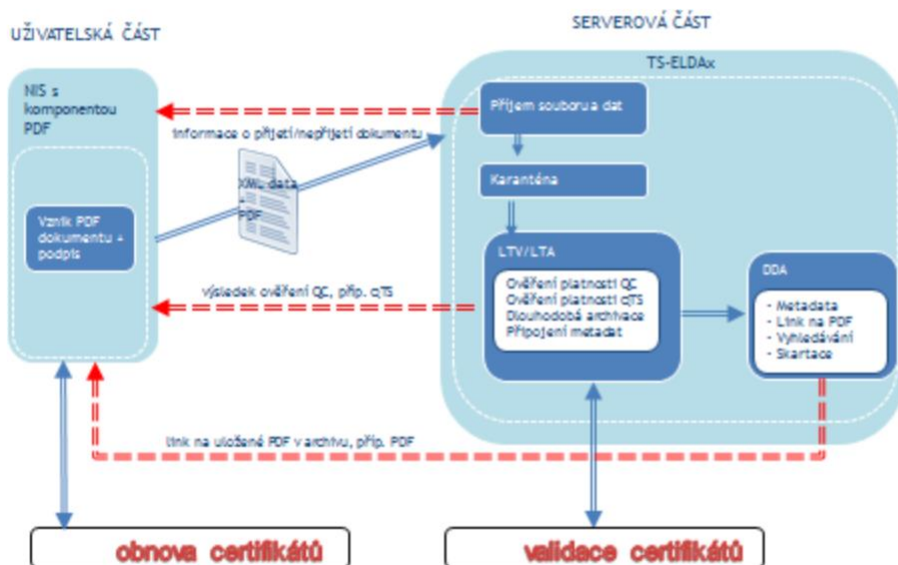 UŽIVATELSKÁ ČÁST
SERVEROVÁ ČÁST
TS-ELDAx
NIS s
komponentou
PDF
Příjem souboru a dat
informace o přijetí/nepřijetí dokumentu
XML data
+
PDF
Karanténa
Vznik PDF
dokumentu +
podpis
LTV/LTA
Ověření platnosti QC
Ověření platnosti qTS
Dlouhodobá archivace
Připojení metadat
DDA
- Metadata
- Link na PDF
- Vyhledávání
- Skartace
výsledek ověření QC, příp. qTS
link na uložené PDF v archivu, příp. PDF
obnova certifikátů
validace certifikátů